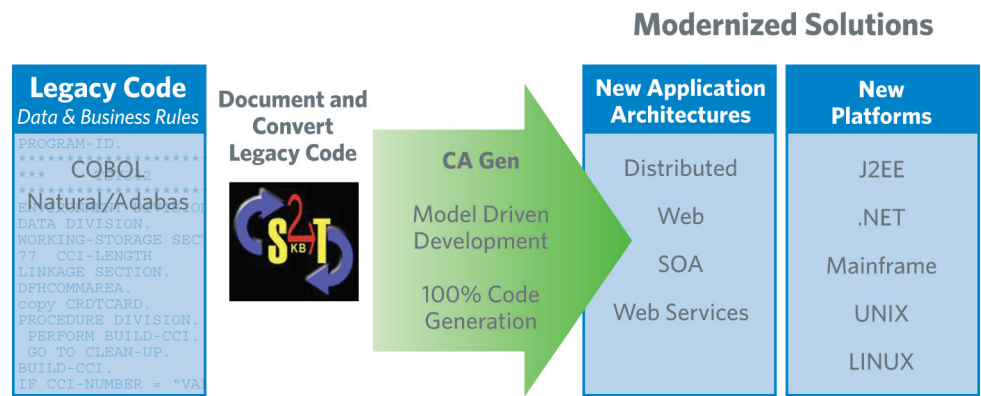 Modernized Solutions
Legacy Code
Data & Business Rules
PROGRAM-ID.
COBOL
Natural/Adabas
DATA DIVISION.
WORKING-STORAGE SECT
77 CCI-LENGTH
LINKAGE SECTION.
DFHCOMMAREA.
copy CRDTCARD.
PROCEDURE DIVISION.
PERFORM BUILD-CCI.
GO TO CLEAN-UP.
BUILD-CCI.
IF CCI-NUMBER = "VAL
Document and
Convert
Legacy Code
S2T
KB
CA Gen
Model Driven
Development
100% Code
Generation
New Application
Architectures
Distributed
Web
SOA
Web Services
New
Platforms
J2EE
.NET
Mainframe
UNIX
LINUX